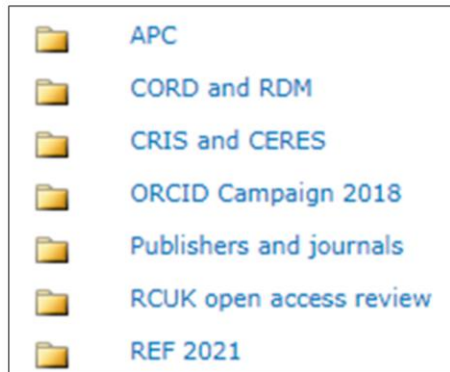 APC
CORD and RDM
CRIS and CERES
ORCID Campaign 2018
Publishers and journals
RCUK open access review
REF 2021